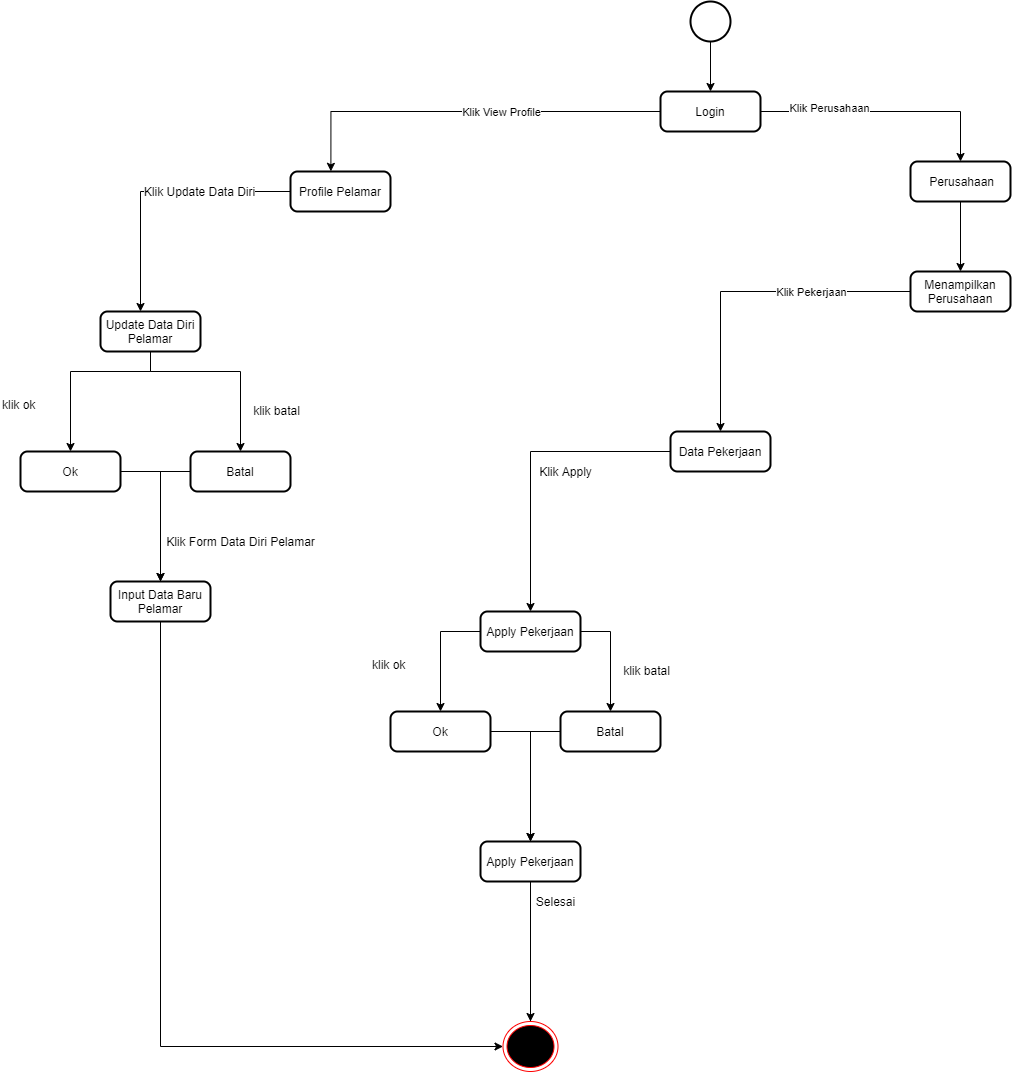 Login
Klik View Profile
Klik Perusahaan
Profile Pelamar
Klik Update Data Diri
Perusahaan
Menampilkan
Perusahaan
Klik Pekerjaan
Update Data Diri
Pelamar
klik ok
klik batal
Ok
Batal
Data Pekerjaan
Klik Apply
Klik Form Data Diri Pelamar
Input Data Baru
Pelamar
Apply Pekerjaan
klik ok
klik batal
Ok
Batal
Apply Pekerjaan
Selesai